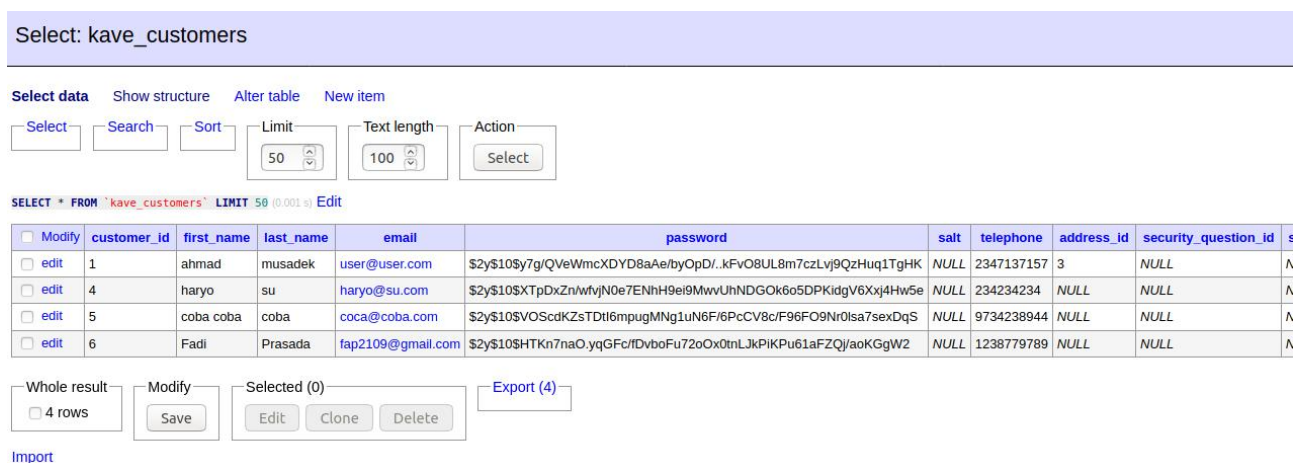 Select: kave_customers
Select data Show structure Alter table New item
Select Search Sort Limit Text length Action
50 100 Select
SELECT * FROM `kave_customers` LIMIT 50 (0.001 s) Edit
Modify customer_id first_name last_name email password salt telephone address_id security_question_id s
edit 1 ahmad musadek user@user.com $2y$10$y7g/QVeWmcXDYD8aAe/byOpD/..kFvO8UL8m7czLvj9QzHuq1TgHK NULL 2347137157 3 NULL N
edit 4 haryo su haryo@su.com $2y$10$XTpDxZn/wfvjN0e7ENhH9ei9MwvUhNDGOk6o5DPKidgV6Xxj4Hw5e NULL 234234234 NULL NULL N
edit 5 coba coba coba coca@coba.com $2y$10$VOScdKZsTDtI6mpugMNg1uN6F/6PcCV8c/F96FO9Nr0lsa7sexDqS NULL 9734238944 NULL NULL N
edit 6 Fadi Prasada fap2109@gmail.com $2y$10$HTKn7naO.yqGFc/fDvboFu72oOx0tnLJkPiKPu61aFZQj/aoKGgW2 NULL 1238779789 NULL NULL N
Whole result Modify Selected (0) Export (4)
4 rows Save Edit Clone Delete
Import